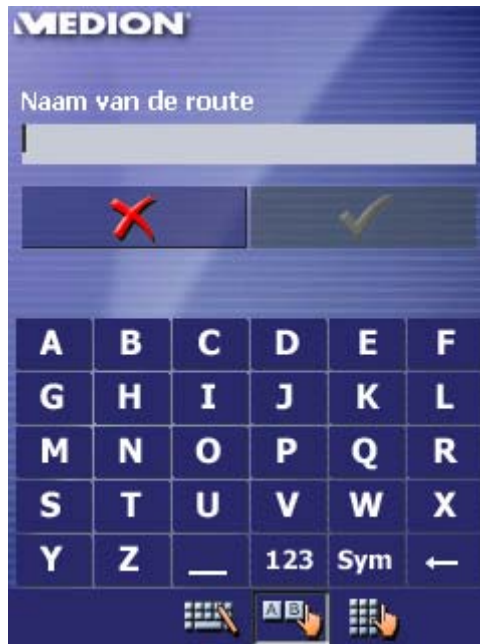 MEDION
Naam van de route
A B C D E F
G H I J K L
M N O P Q R
S T U V W X
Y Z _ 123 Sym ←
A B